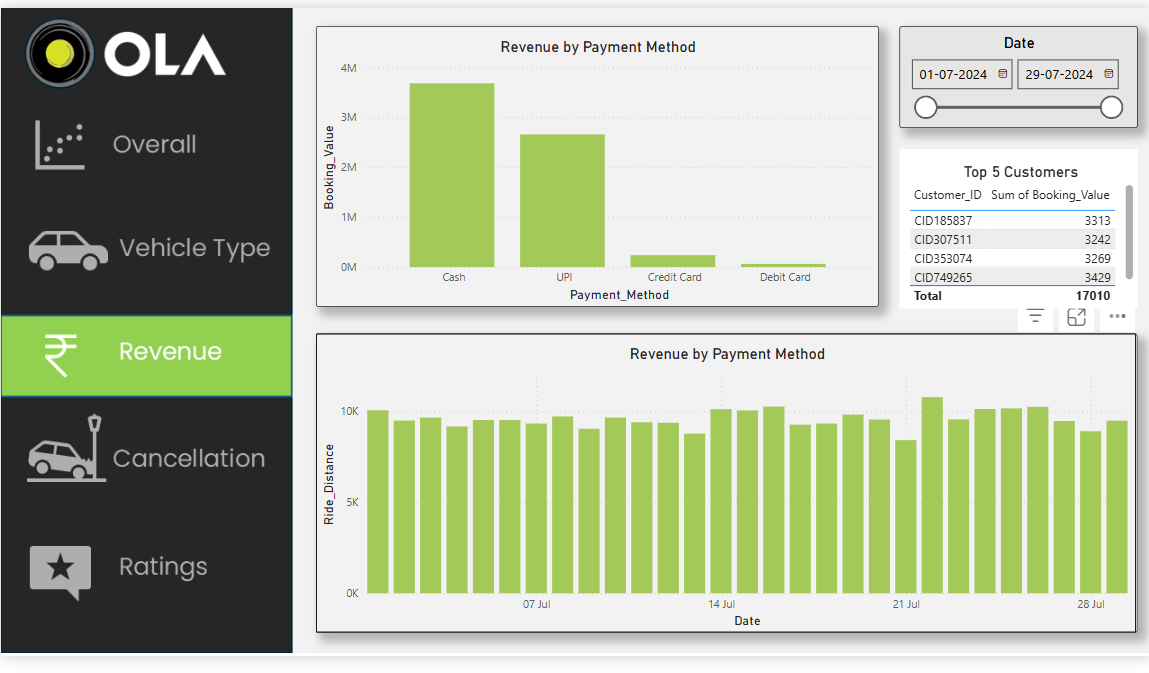 OLA
Overall
Vehicle Type
Revenue
Cancellation
Ratings
Revenue by Payment Method
4M
3M
2M
1M
0M
Booking_Value
Cash UPI Credit Card Debit Card
Payment_Method
Date
01-07-2024 29-07-2024
Top 5 Customers
Customer_ID Sum of Booking_Value
CID185837 3313
CID307511 3242
CID353074 3269
CID749265 3429
Total 17010
Revenue by Payment Method
10K
5K
0K
Ride_Distance
07 Jul 14 Jul 21 Jul 28 Jul
Date